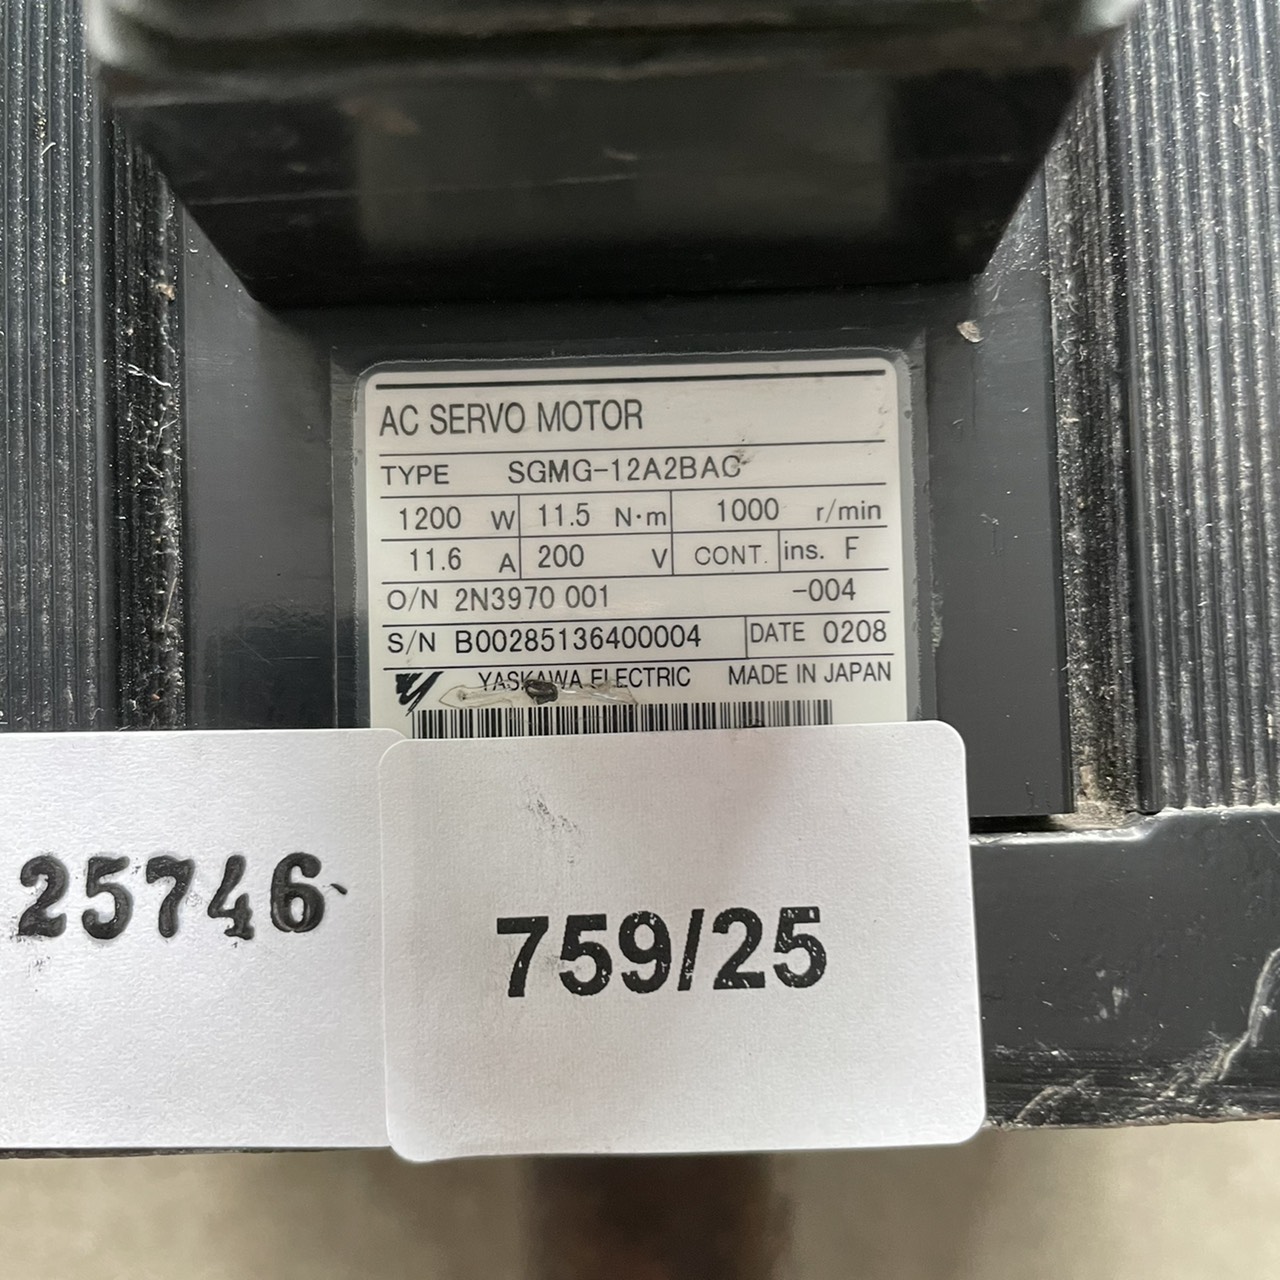 AC SERVO MOTOR
TYPE SGMG-12A2BAC
1200 W 11.5 N·m 1000 r/min
11.6 A 200 V CONT. ins. F
O/N 2N3970 001 -004
S/N B00285136400004 DATE 0208
YASKAWA ELECTRIC MADE IN JAPAN
25746
759/25